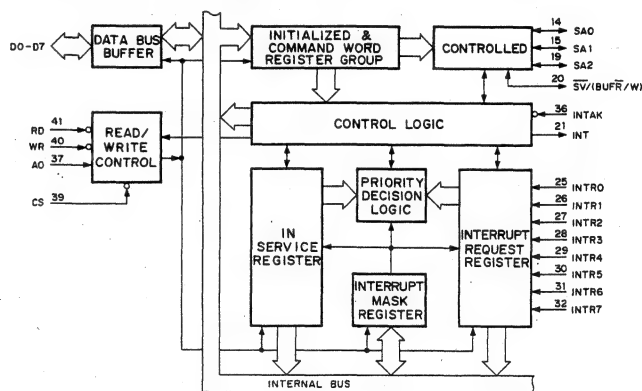 D0-D7
DATA BUS
BUFFER
INITIALIZED &
COMMAND WORD
REGISTER GROUP
CONTROLLED
14 SA0
15 SA1
19 SA2
20 SV/(BUFR/W)
RD 41
WR 40
A0 37
CS 39
READ/
WRITE
CONTROL
CONTROL LOGIC
36 INTAK
21 INT
IN
SERVICE
REGISTER
PRIORITY
DECISION
LOGIC
INTERRUPT
MASK
REGISTER
INTERRUPT
REQUEST
REGISTER
25 INTR0
26 INTR1
27 INTR2
28 INTR3
29 INTR4
30 INTR5
31 INTR6
32 INTR7
INTERNAL BUS